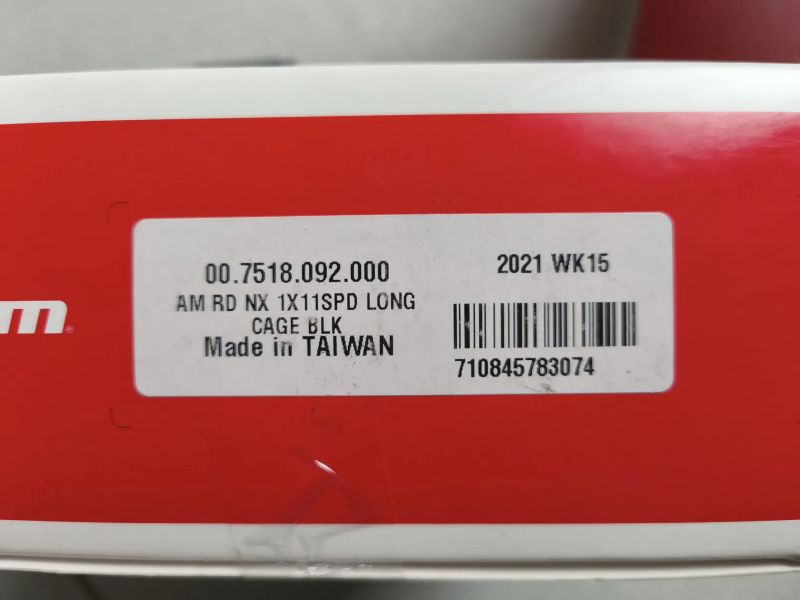 m®
00.7518.092.000
AM RD NX 1X11SPD LONG
CAGE BLK
Made in TAIWAN
2021 WK15
710845783074